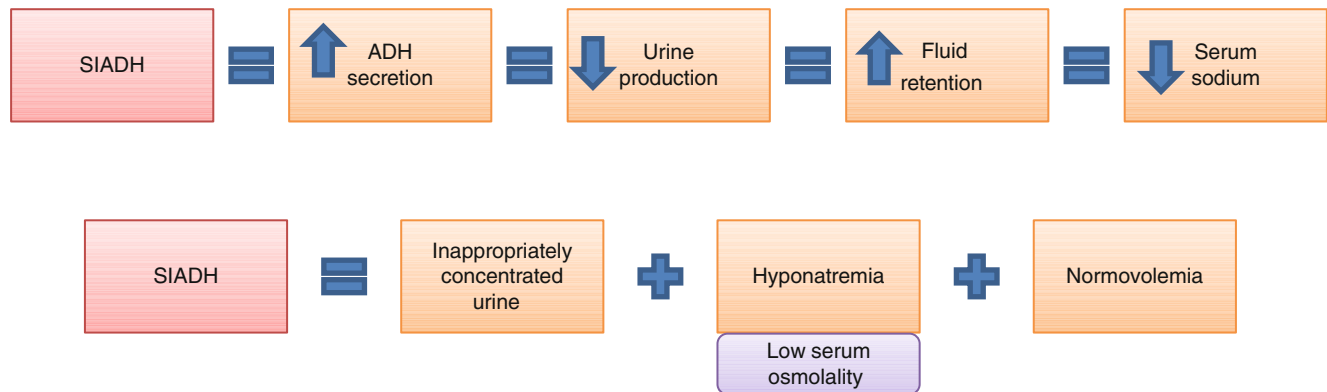 SIADH
ADH
secretion
Urine
production
Fluid
retention
Serum
sodium
SIADH
Inappropriately
concentrated
urine
Hyponatremia
Normovolemia
Low serum
osmolality